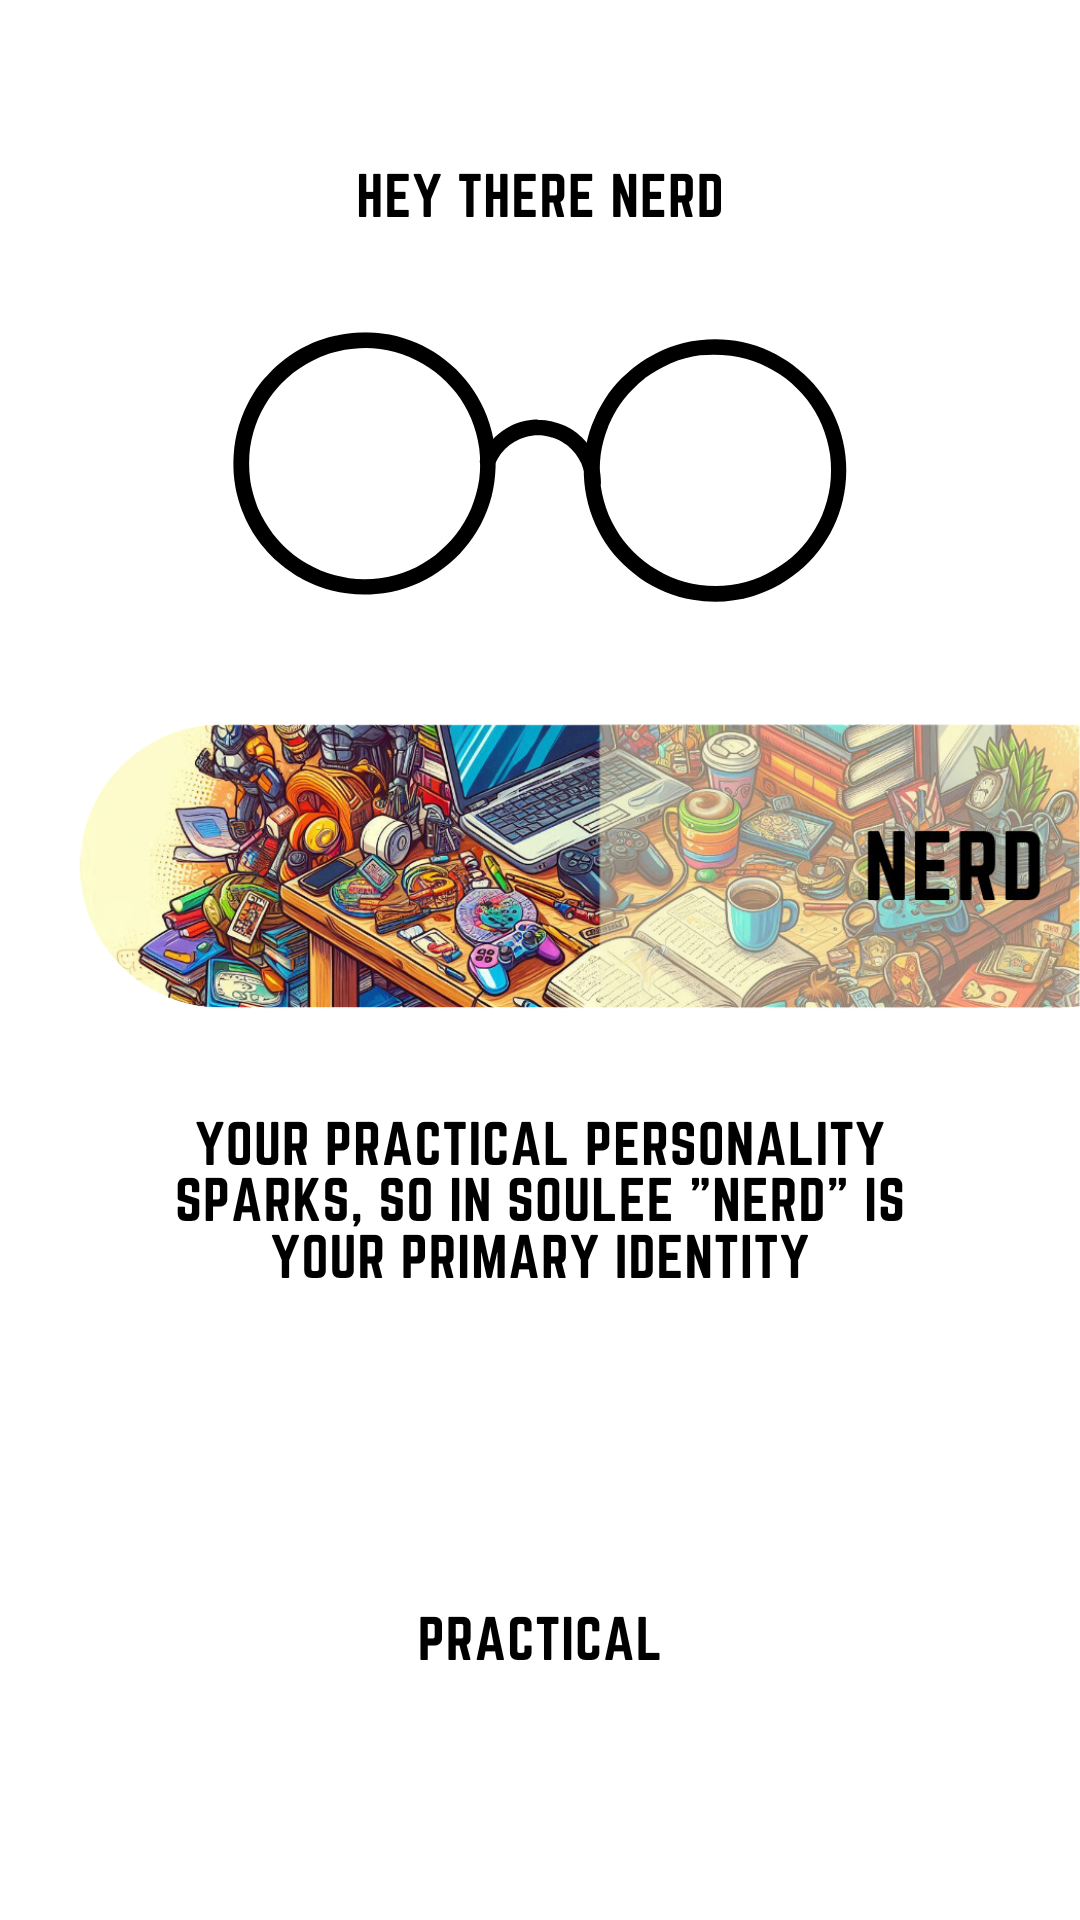 HEY THERE NERD
NERD
YOUR PRACTICAL PERSONALITY
SPARKS, SO IN SOULEE ”NERD” IS
YOUR PRIMARY IDENTITY
PRACTICAL